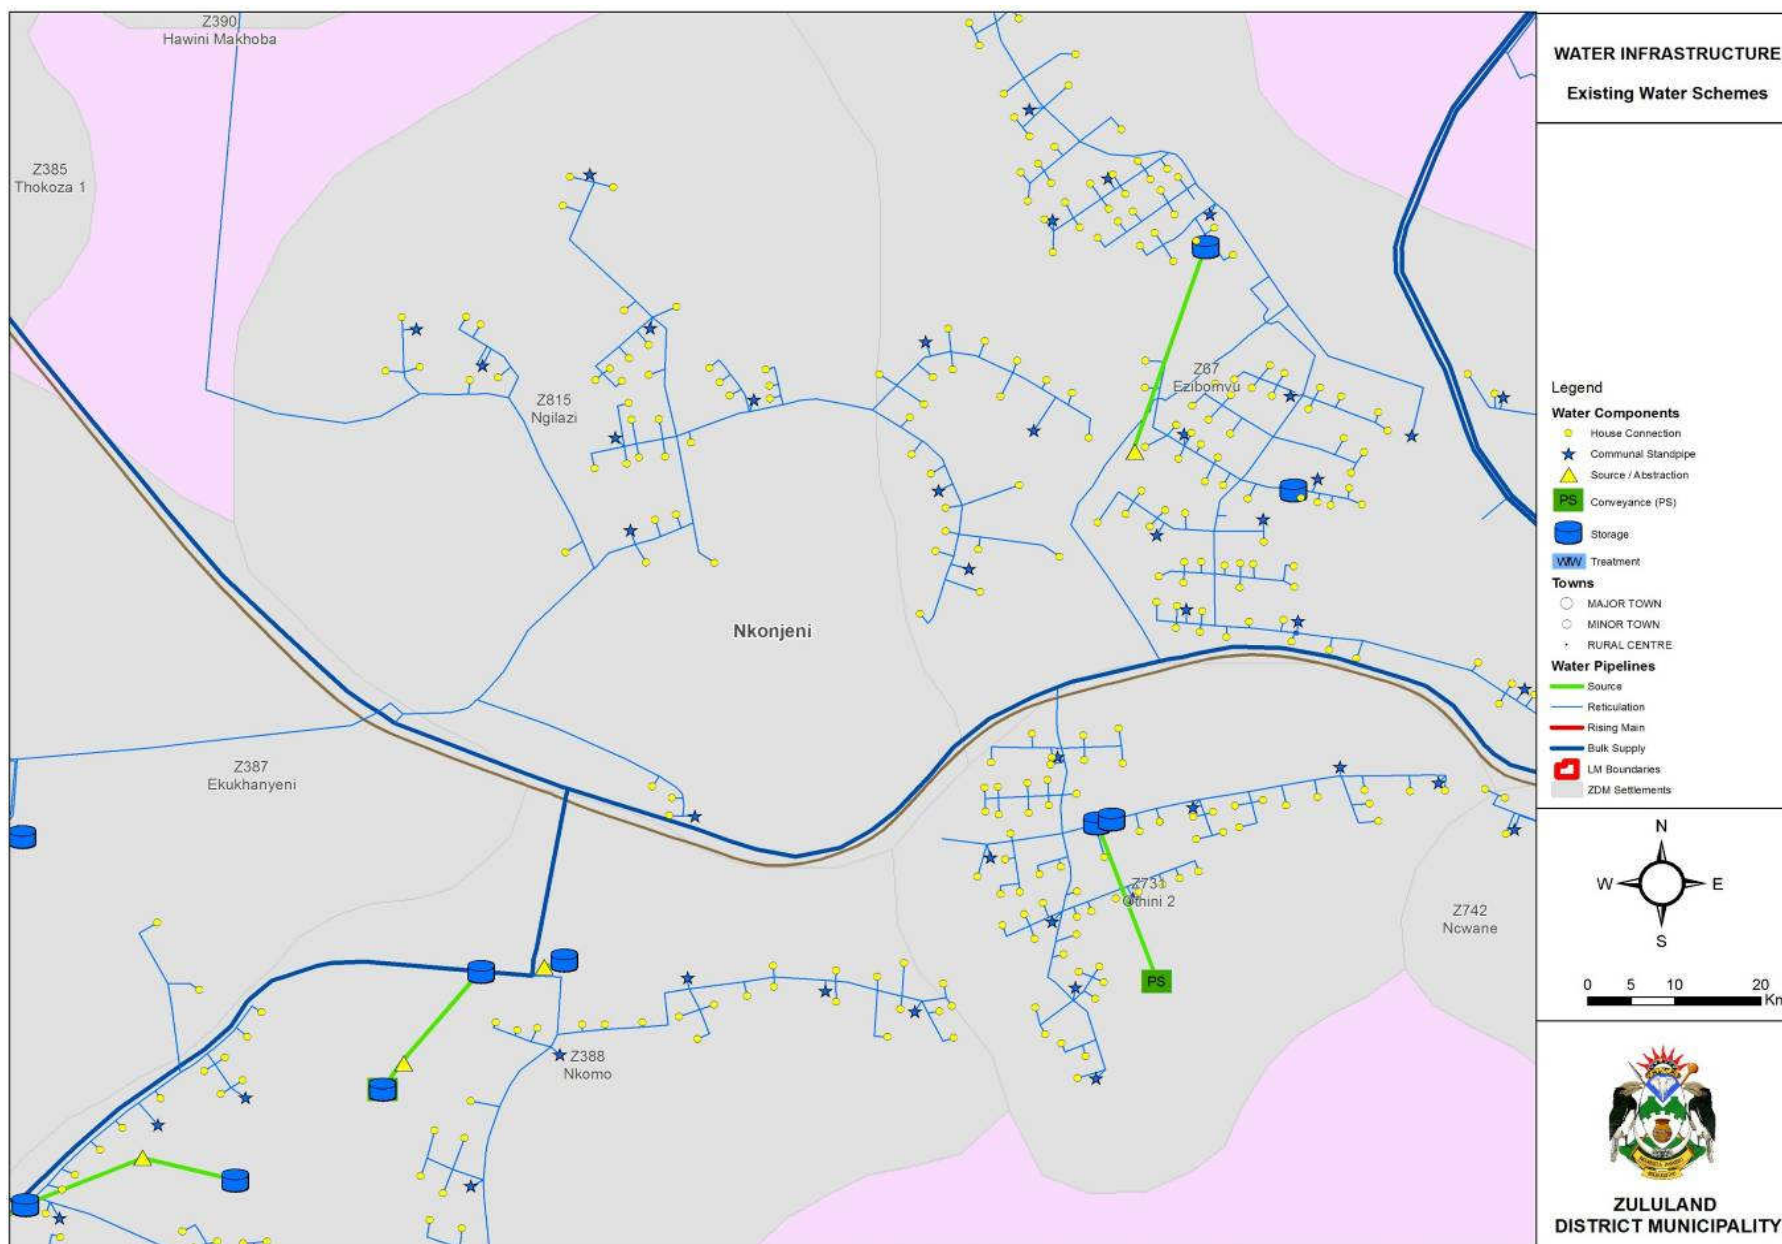 Z390
Hawini Makhoba
Z385
Thokoza 1
Z815
Ngilazi
Z67
Ezibomvu
Nkonjeni
Z387
Ekukhanyeni
Z731
Othini 2
Z742
Ncwane
PS
Z388
Nkomo
WATER INFRASTRUCTURE
Existing Water Schemes
Legend
Water Components
House Connection
Communal Standpipe
Source / Abstraction
PS Conveyance (PS)
Storage
WW Treatment
Towns
MAJOR TOWN
MINOR TOWN
RURAL CENTRE
Water Pipelines
Source
Reticulation
Rising Main
Bulk Supply
LM Boundaries
ZDM Settlements
N
W E
S
0 5 10 20
Km
ZULULAND
DISTRICT MUNICIPALITY